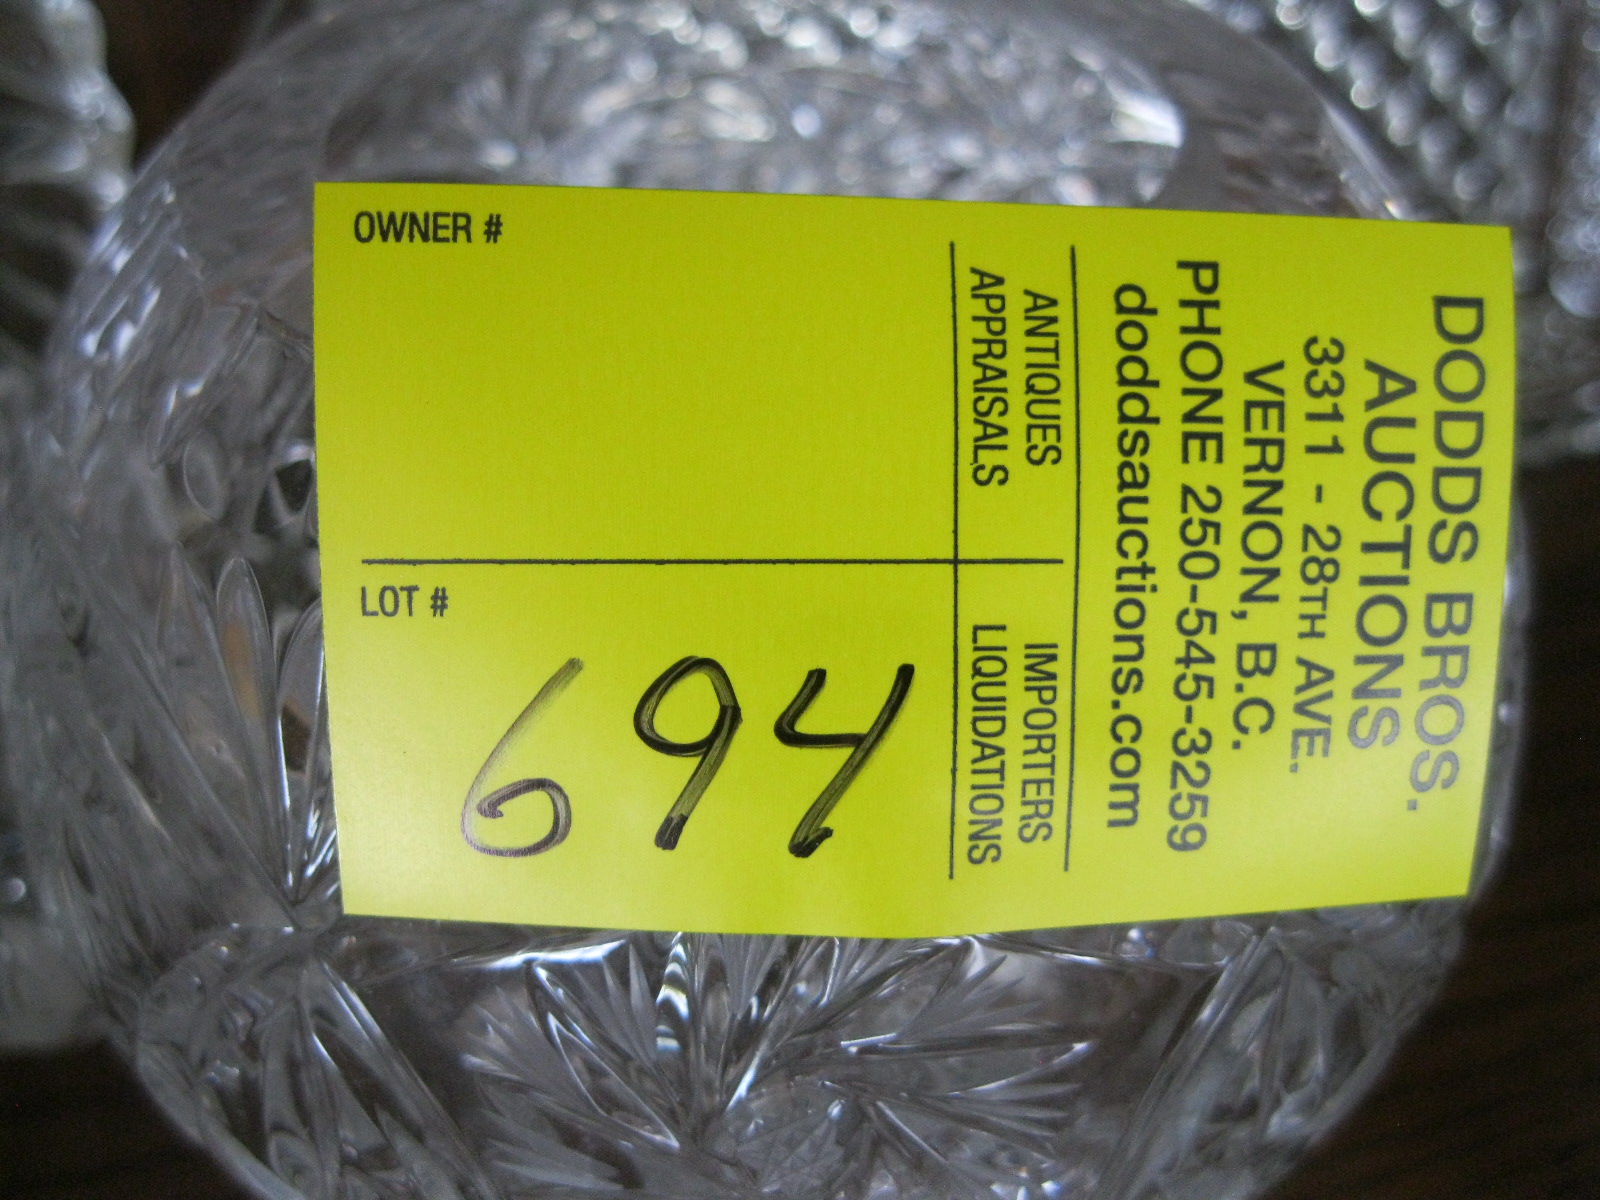 DODDS BROS.
AUCTIONS
3311 - 28TH AVE.
VERNON, B.C.
PHONE 250-545-3259
doddsauctions.com
ANTIQUES
APPRAISALS
IMPORTERS
LIQUIDATIONS
OWNER #
LOT #
694